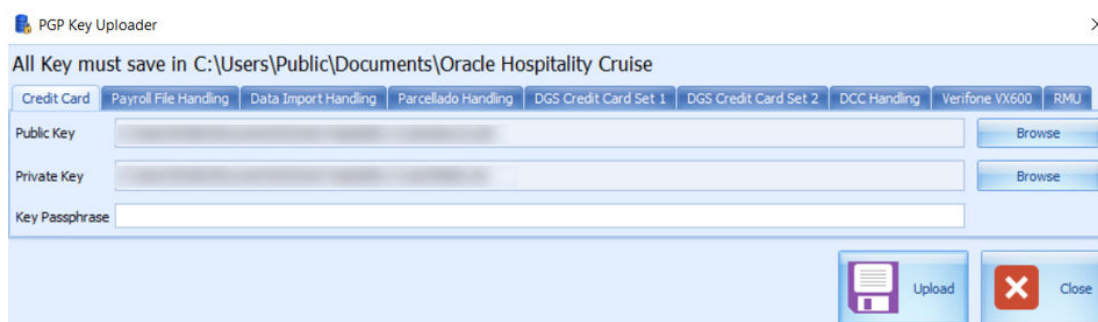 PGP Key Uploader
All Key must save in C:\Users\Public\Documents\Oracle Hospitality Cruise
Credit Card Payroll File Handling Data Import Handling Parcellado Handling DGS Credit Card Set 1 DGS Credit Card Set 2 DCC Handling Verifone VX600 RMU
Public Key Browse
Private Key Browse
Key Passphrase
Upload Close